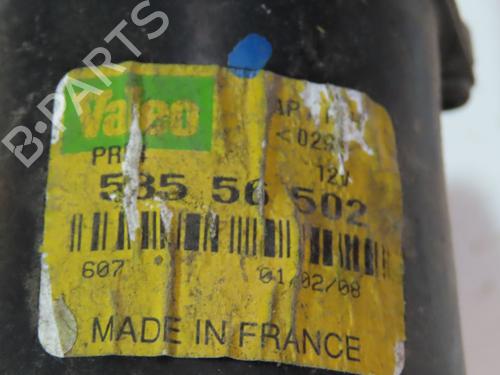 B-PARTS
Valeo
12V
535 56 502
607
01/02/08
MADE IN FRANCE